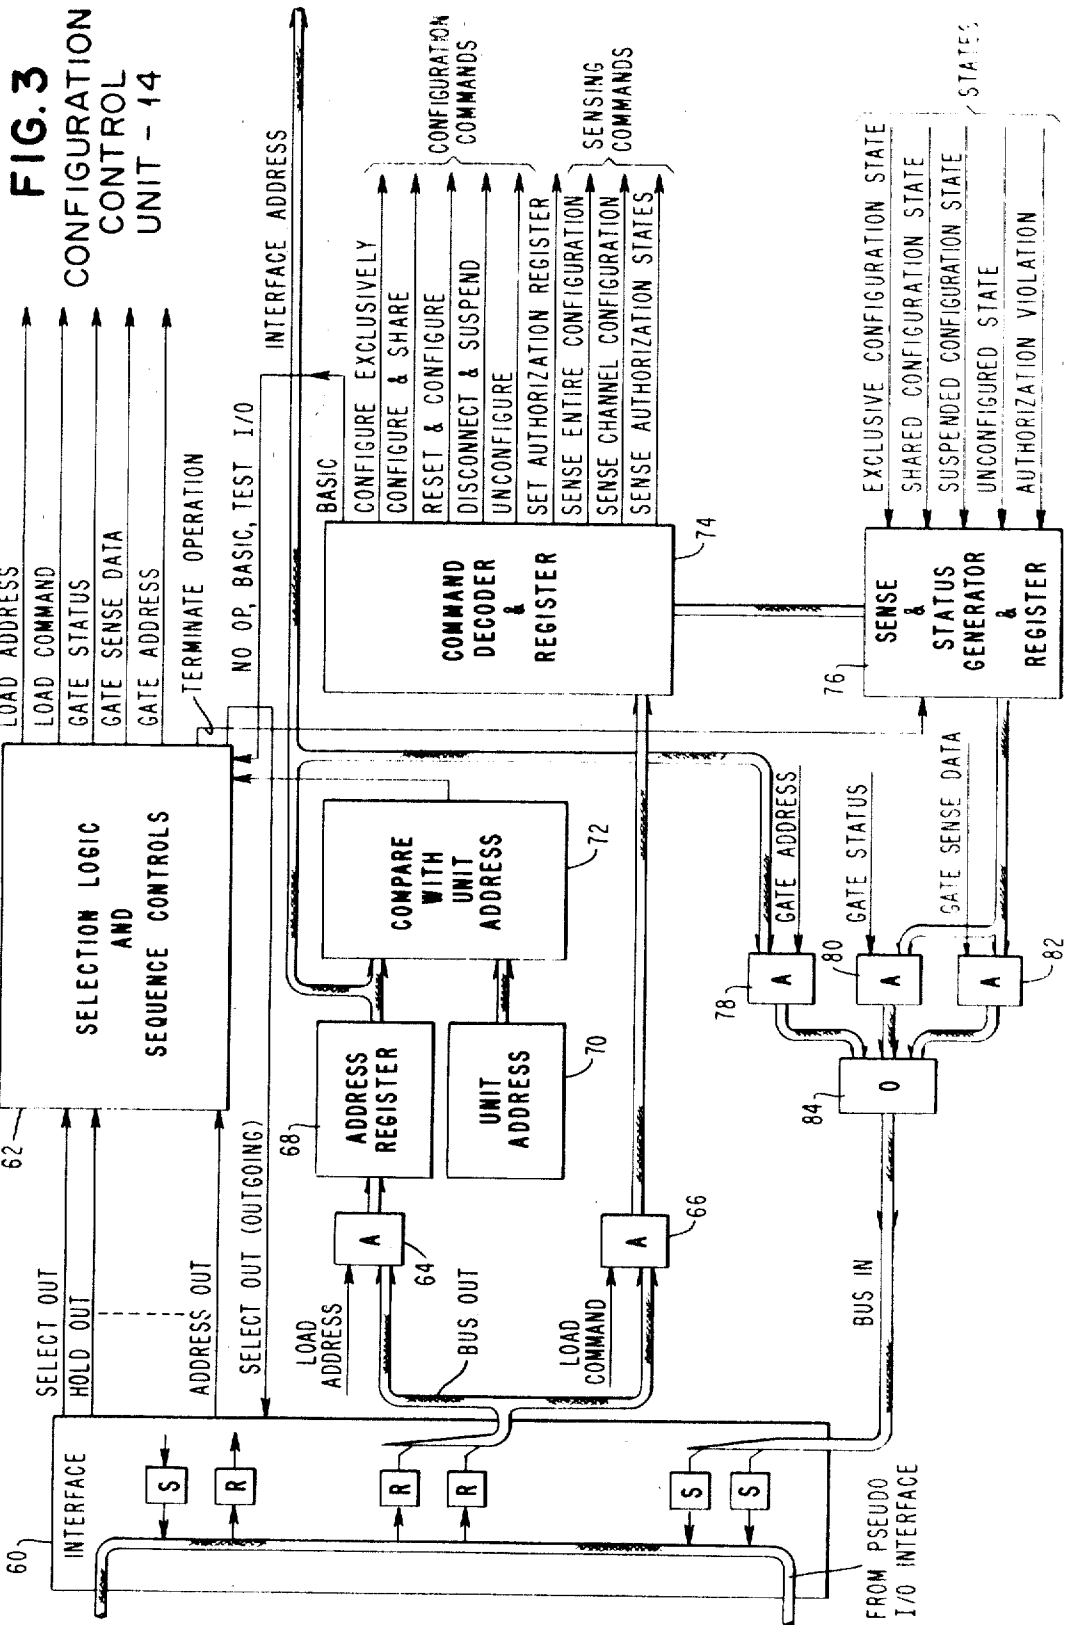 FIG. 3
CONFIGURATION
CONTROL
UNIT - 14
60
INTERFACE
S
R
R
R
S
S
FROM PSEUDO
I/O INTERFACE
SELECT OUT
HOLD OUT
ADDRESS OUT
SELECT OUT (OUTGOING)
62
SELECTION LOGIC
AND
SEQUENCE CONTROLS
LOAD ADDRESS
LOAD COMMAND
GATE STATUS
GATE SENSE DATA
GATE ADDRESS
TERMINATE OPERATION
NO OP, BASIC, TEST I/O
INTERFACE ADDRESS
LOAD
ADDRESS
A
64
BUS OUT
LOAD
COMMAND
A
66
68
ADDRESS
REGISTER
UNIT
ADDRESS
70
COMPARE
WITH
UNIT
ADDRESS
72
COMMAND
DECODER
&
REGISTER
74
BASIC
CONFIGURE EXCLUSIVELY
CONFIGURE & SHARE
RESET & CONFIGURE
DISCONNECT & SUSPEND
UNCONFIGURE
SET AUTHORIZATION REGISTER
SENSE ENTIRE CONFIGURATION
SENSE CHANNEL CONFIGURATION
SENSE AUTHORIZATION STATES
CONFIGURATION
COMMANDS
SENSING
COMMANDS
76
SENSE
&
STATUS
GENERATOR
&
REGISTER
EXCLUSIVE CONFIGURATION STATE
SHARED CONFIGURATION STATE
SUSPENDED CONFIGURATION STATE
UNCONFIGURED STATE
AUTHORIZATION VIOLATION
STATES
GATE ADDRESS
GATE STATUS
GATE SENSE DATA
78
A
80
A
A
82
84
O
BUS IN